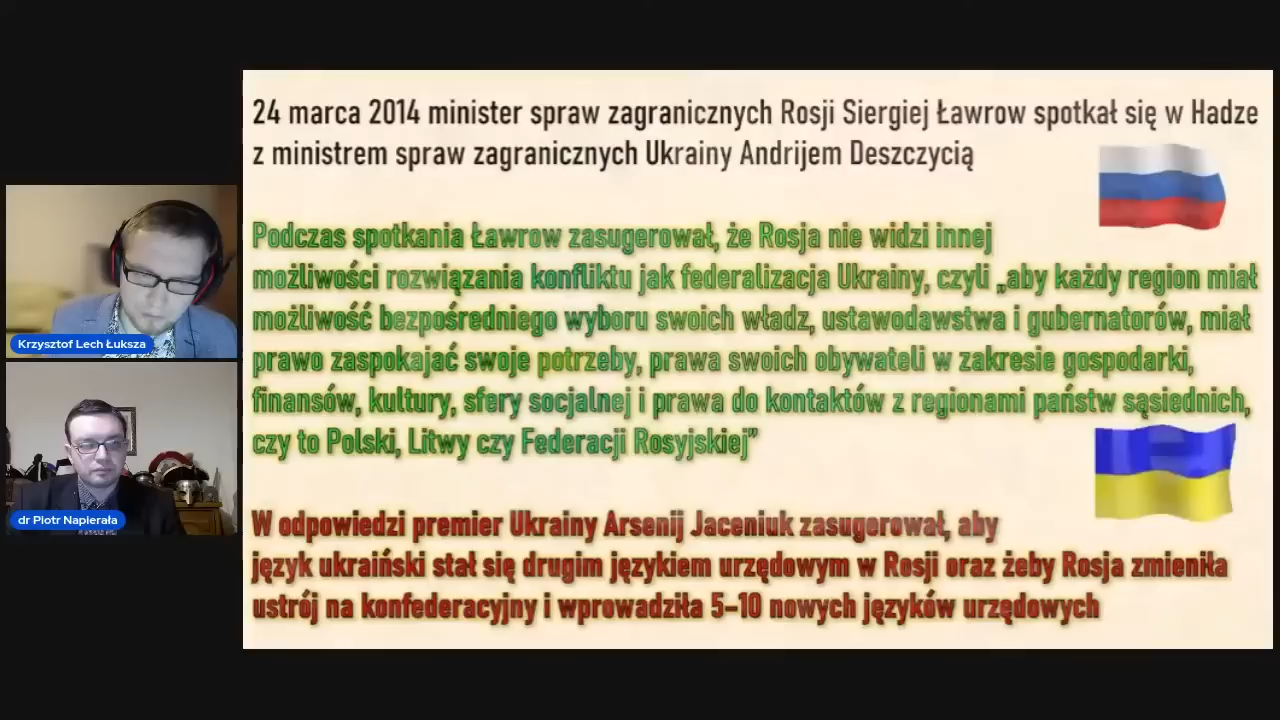 24 marca 2014 minister spraw zagranicznych Rosji Siergiej Ławrow spotkał się w Hadze
z ministrem spraw zagranicznych Ukrainy Andrijem Deszczycią
Podczas spotkania Ławrow zasugerował, że Rosja nie widzi innej
możliwości rozwiązania konfliktu jak federalizacja Ukrainy, czyli „aby każdy region miał
możliwość bezpośredniego wyboru swoich władz, ustawodawstwa i gubernatorów, miał
prawo zaspokajać swoje potrzeby, prawa swoich obywateli w zakresie gospodarki,
finansów, kultury, sfery socjalnej i prawa do kontaktów z regionami państw sąsiednich,
czy to Polski, Litwy czy Federacji Rosyjskiej”
W odpowiedzi premier Ukrainy Arsenij Jaceniuk zasugerował, aby
język ukraiński stał się drugim językiem urzędowym w Rosji oraz żeby Rosja zmieniła
ustrój na konfederacyjny i wprowadziła 5–10 nowych języków urzędowych
Krzysztof Lech Łuksza
dr Piotr Napierała